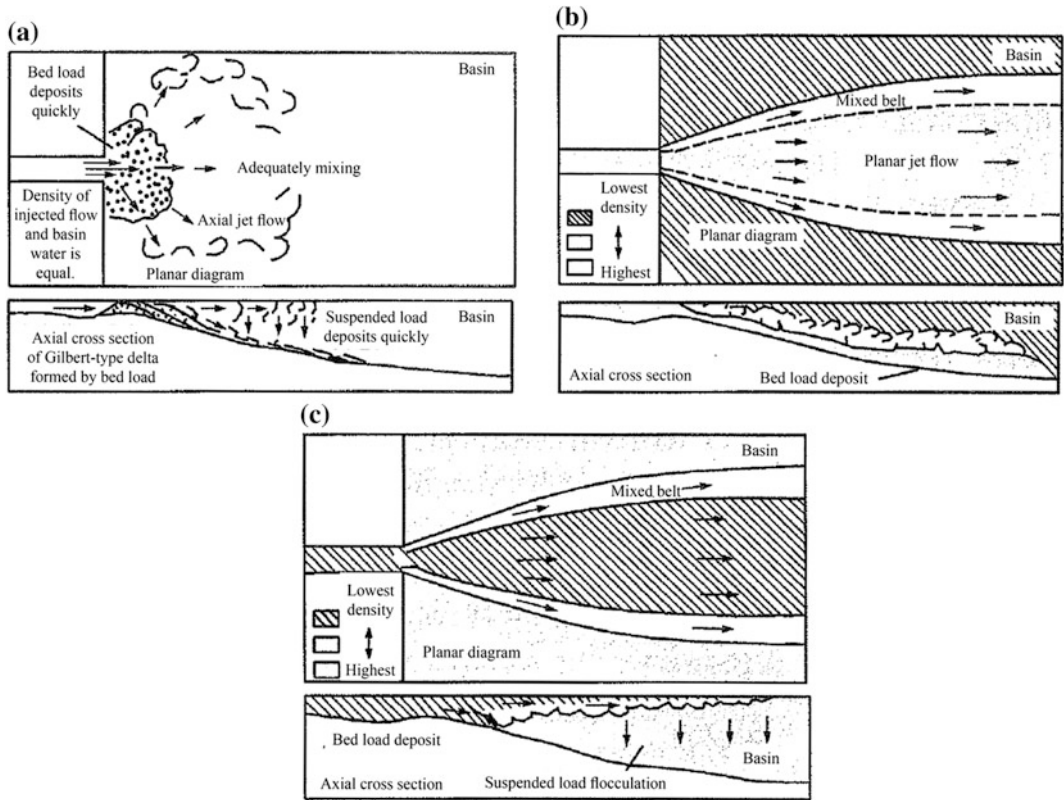 (a)
Bed load
deposits
quickly
Basin
Adequately mixing
Density of
injected flow
and basin
water is
equal.
Axial jet flow
Planar diagram
Axial cross section
of Gilbert-type delta
formed by bed load
Suspended load
deposits quickly
Basin
(b)
Basin
Mixed belt
Planar jet flow
Lowest
density
Highest
Planar diagram
Basin
Axial cross section
Bed load deposit
(c)
Basin
Mixed belt
Lowest
density
Highest
Planar diagram
Bed load deposit
Basin
Axial cross section
Suspended load flocculation